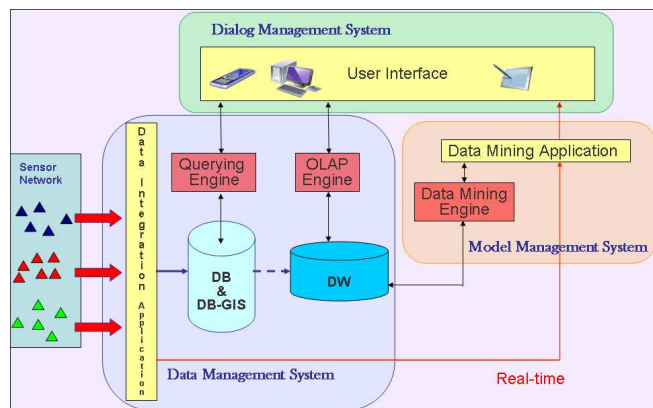 Dialog Management System
User Interface
Sensor
Network
Data Integration Application
Querying
Engine
OLAP
Engine
Data Mining Application
Data Mining
Engine
Model Management System
DB
&
DB-GIS
DW
Data Management System
Real-time